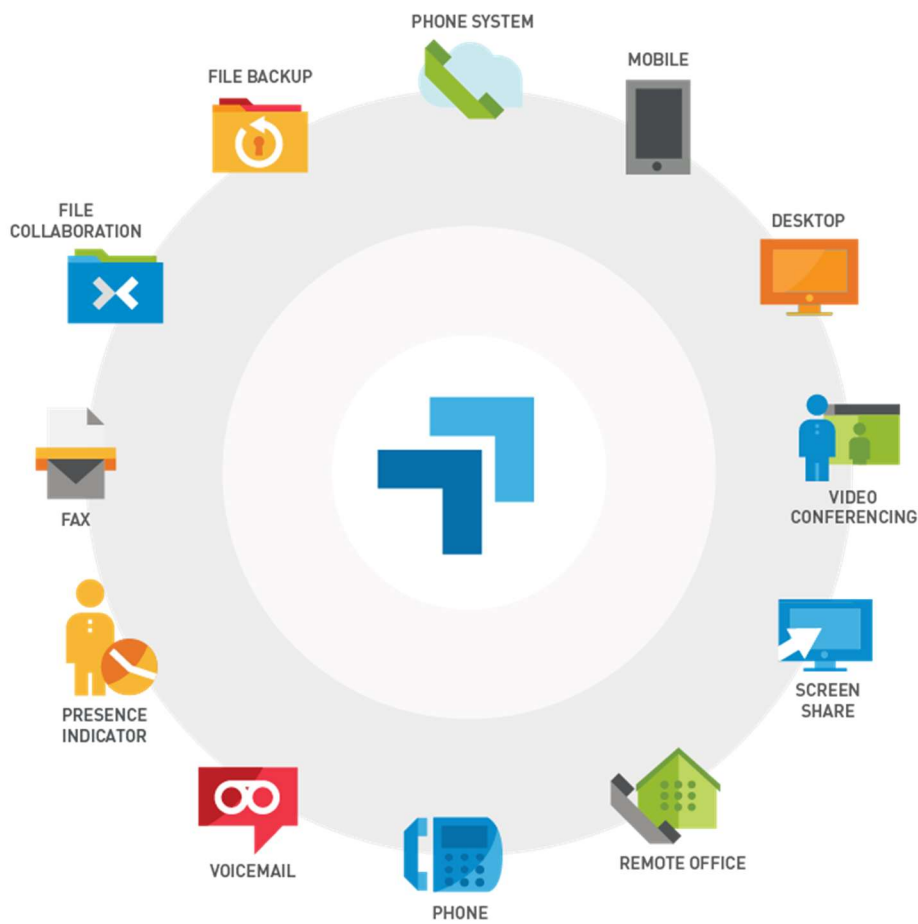 PHONE SYSTEM
MOBILE
DESKTOP
VIDEO
CONFERENCING
SCREEN
SHARE
REMOTE OFFICE
PHONE
VOICEMAIL
PRESENCE
INDICATOR
FAX
FILE
COLLABORATION
FILE BACKUP